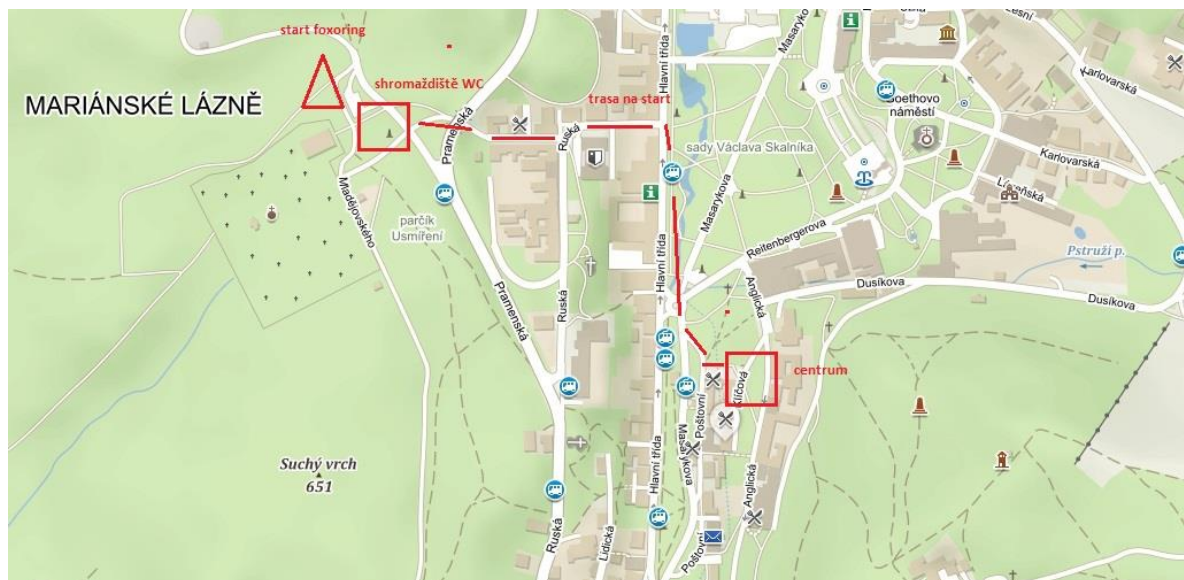 start foxoring
shromaždiště WC
MARIÁNSKÉ LÁZNĚ
trasa na start
Hlavní třída
Masaryko
Lesní
Karlovarská
Goethovo
náměstí
Pramenská
Ruská
sady Václava Skalníka
Karlovarská
Lázeňská
Mladějovského
parčík
Usmíření
Masarykova
Reitenbergerova
Pstruží p.
Hlavní třída
Anglická
Dusíkova
Dusíkova
Pramenská
Ruská
centrum
Klíčová
Poštovní
Masarykova
Suchý vrch
651
Hlavní třída
Anglická
Ruská
Lidická
Poštovní